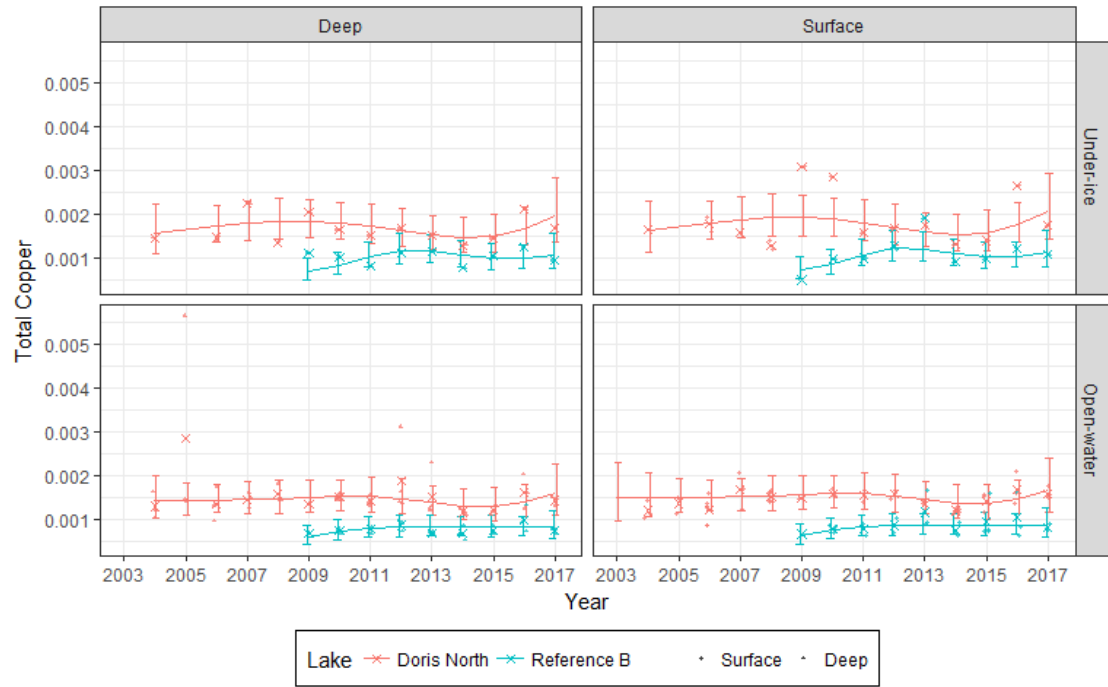 Deep Surface
0.005
0.004
0.003
0.002
0.001
Under-ice
Total Copper
0.005
0.004
0.003
0.002
0.001
Open-water
2003 2005 2007 2009 2011 2013 2015 2017 2003 2005 2007 2009 2011 2013 2015 2017
Year
Lake Doris North Reference B Surface Deep